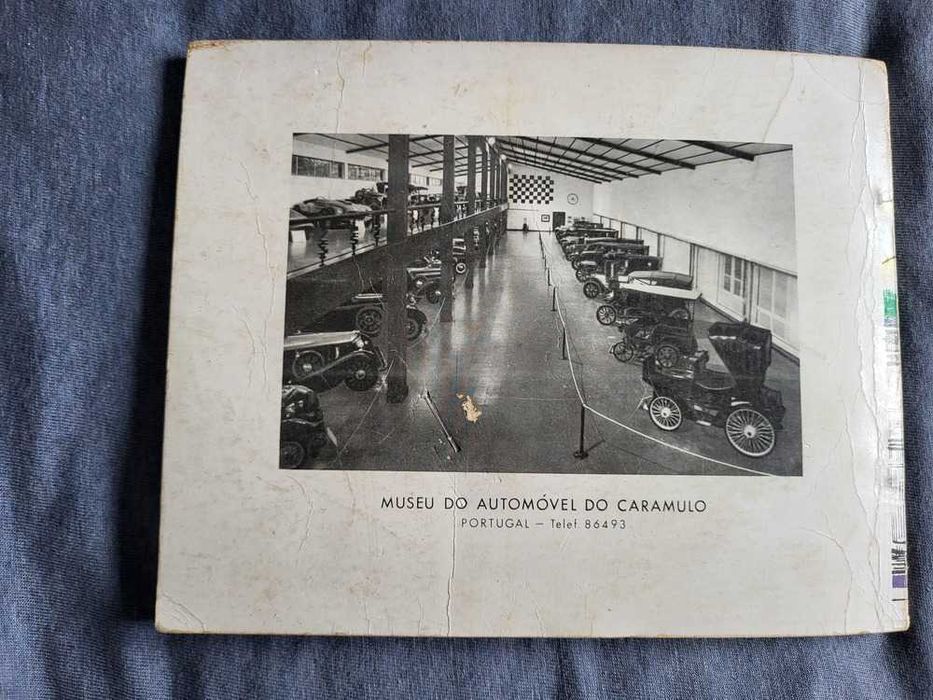 MUSEU DO AUTOMÓVEL DO CARAMULO
PORTUGAL — Telef. 86493